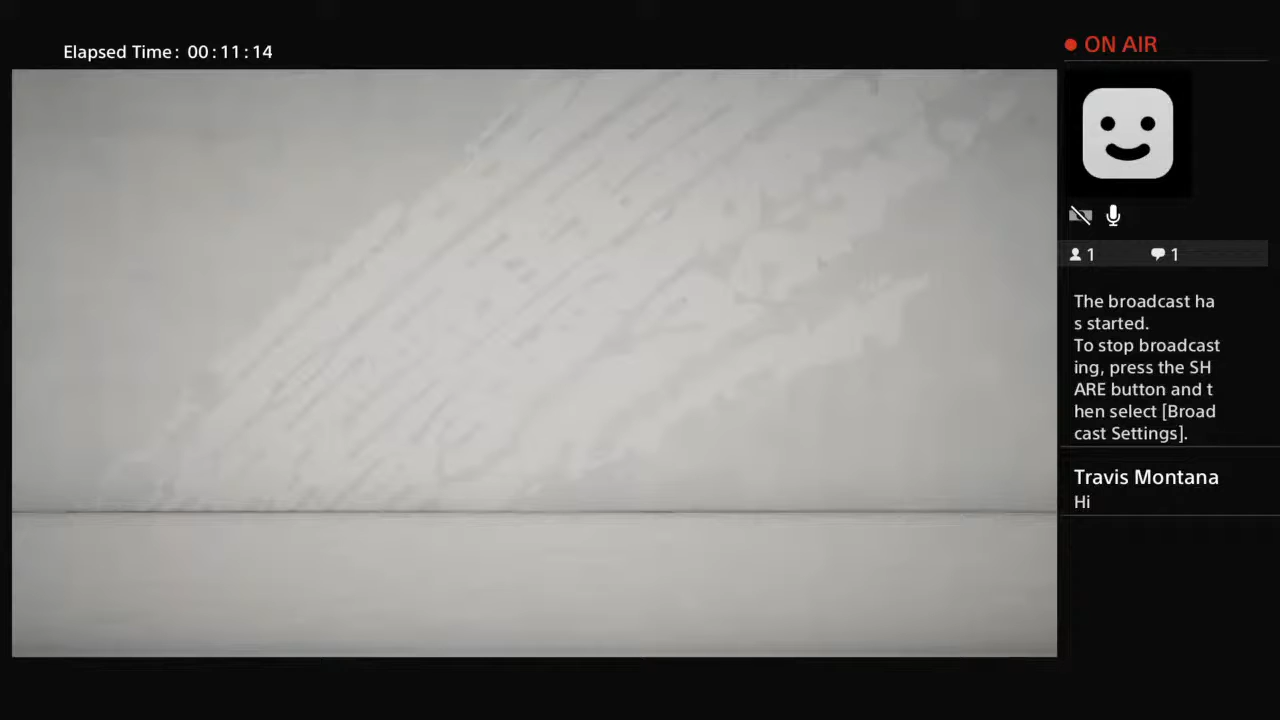 Elapsed Time: 00:11:14
ON AIR
1 1
The broadcast ha
s started.
To stop broadcast
ing, press the SH
ARE button and t
hen select [Broad
cast Settings].
Travis Montana
Hi